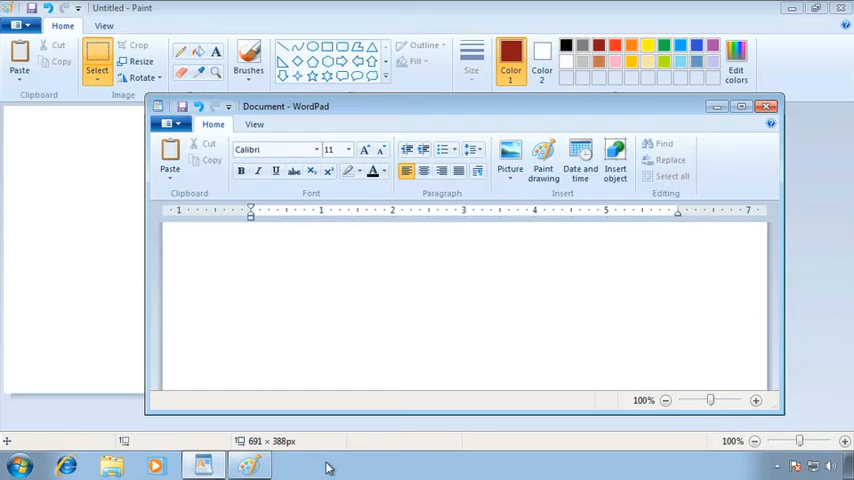 Untitled - Paint
Home View
Paste
Cut
Copy
Clipboard
Select
Crop
Resize
Rotate
Image
Brushes
Size
Outline
Fill
Color 1
Color 2
Edit colors
Document - WordPad
Home View
Paste
Cut
Copy
Clipboard
Calibri 11 A A
B I U abc X₂ X² A
Font
Paragraph
Picture
Paint drawing
Date and time
Insert object
Insert
Find
Replace
Select all
Editing
1 1 2 3 4 5 7
100%
691 × 388px
100%